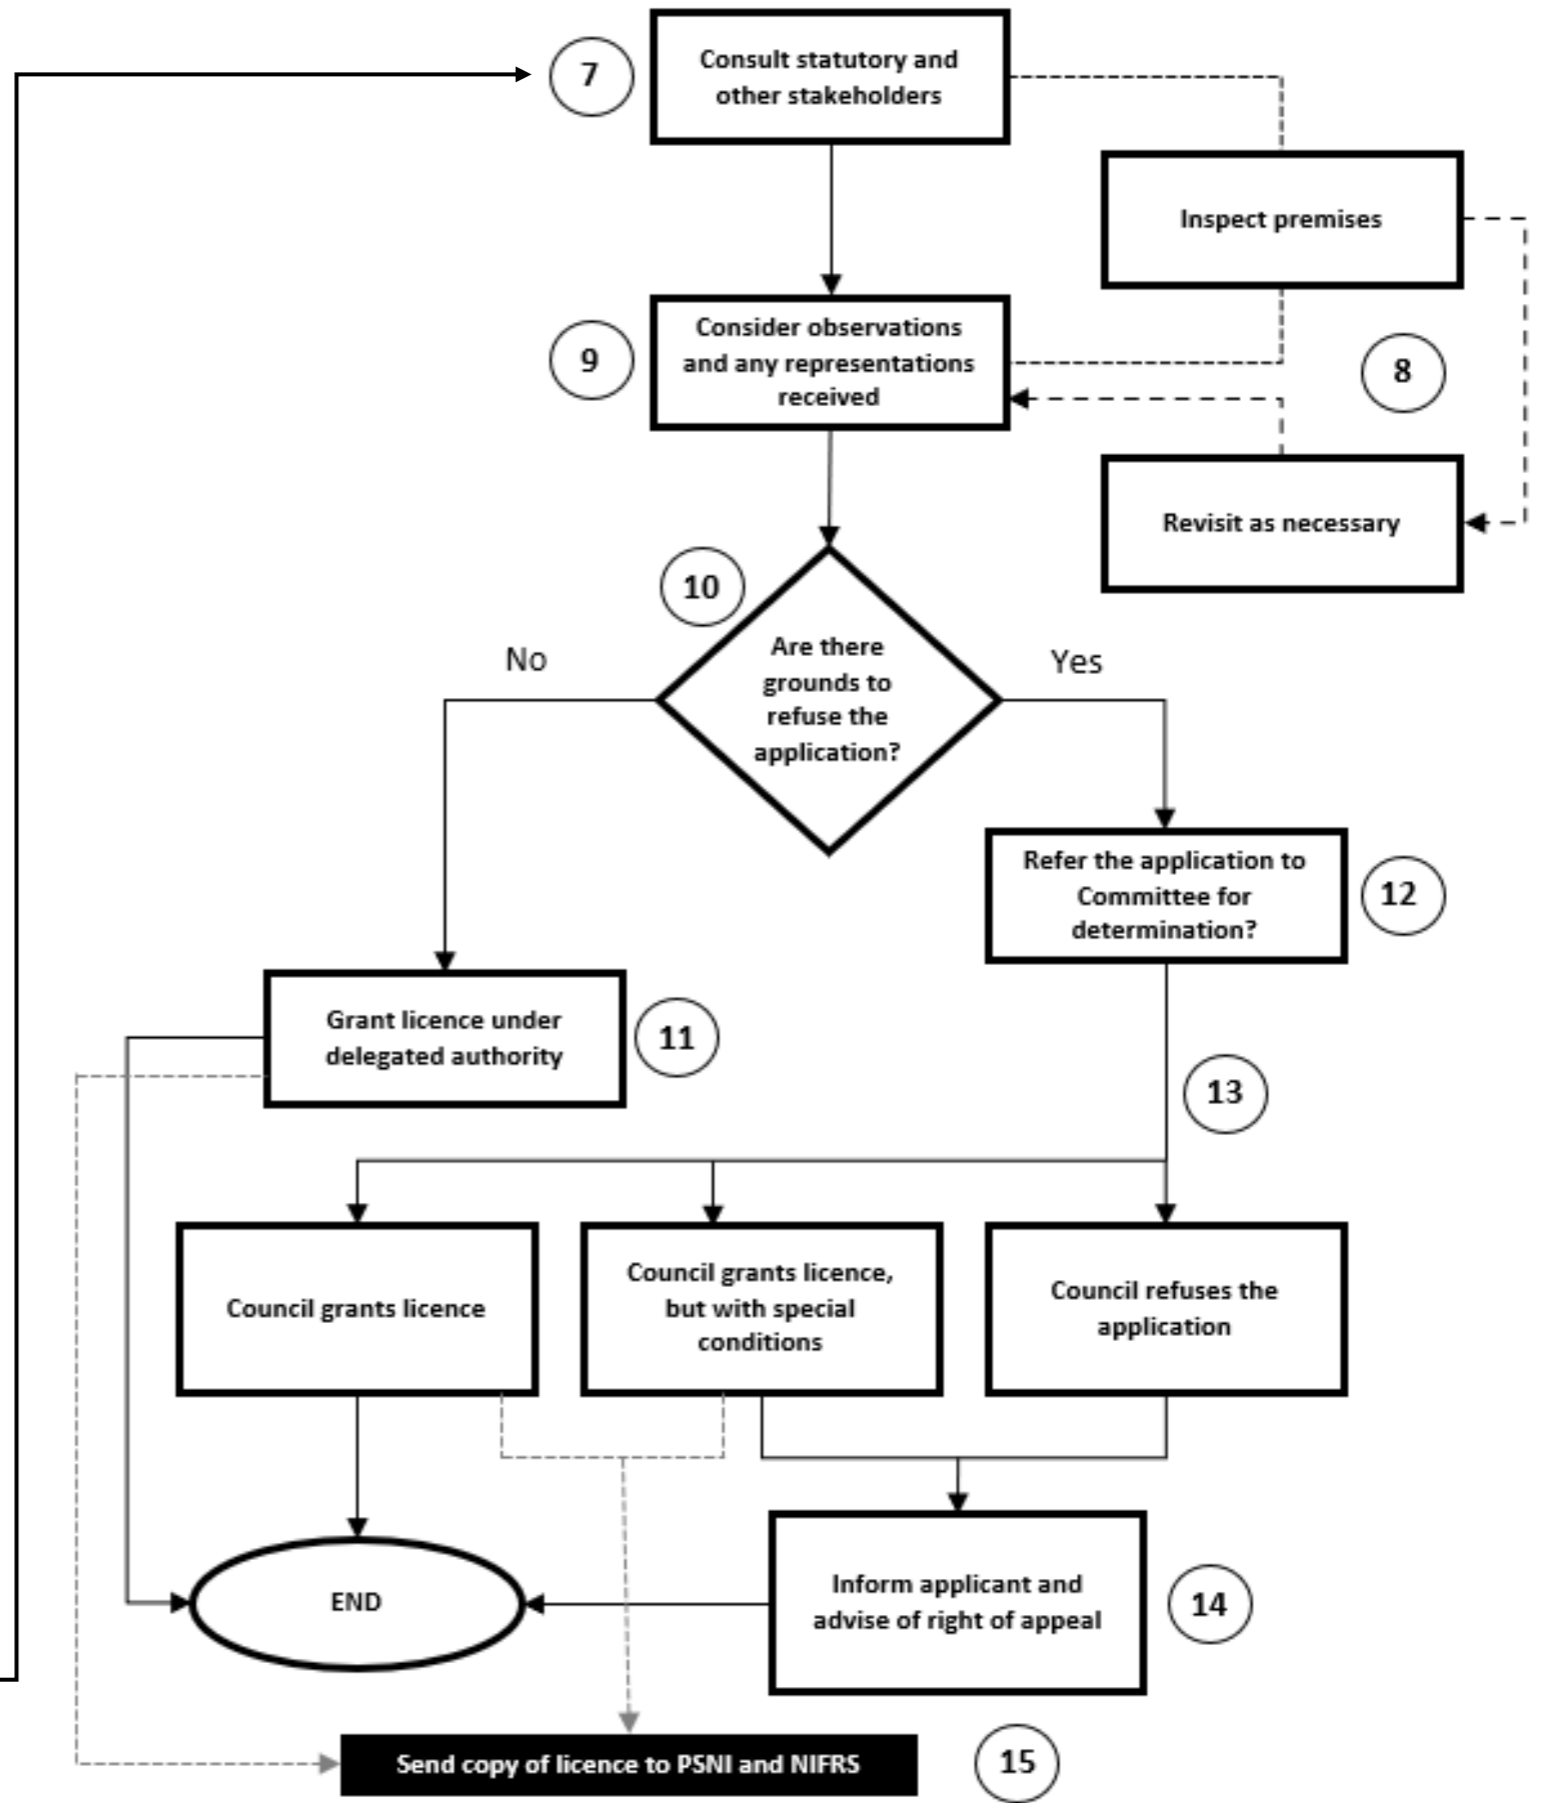 7
Consult statutory and
other stakeholders
Inspect premises
9
Consider observations
and any representations
received
8
Revisit as necessary
10
Are there
grounds to
refuse the
application?
No
Yes
Refer the application to
Committee for
determination?
12
Grant licence under
delegated authority
11
13
Council grants licence
Council grants licence,
but with special
conditions
Council refuses the
application
END
Inform applicant and
advise of right of appeal
14
Send copy of licence to PSNI and NIFRS
15